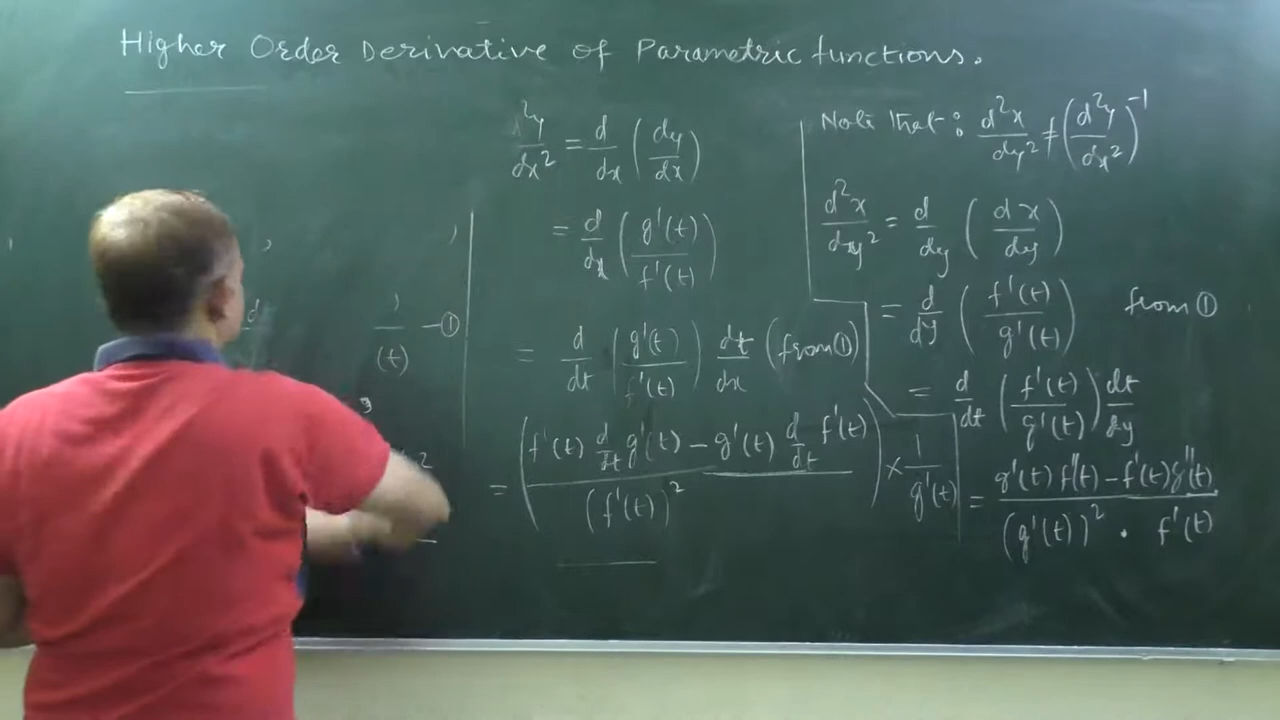 Higher Order Derivative of Parametric functions.
d
(t) — ①
²y/dx² = d/dx (dy/dx)
= d/dx (g'(t)/f'(t))
= d/dt (g'(t)/f'(t)) dt/dx (from ①)
= (f'(t) d/dt g'(t) − g'(t) d/dt f'(t) / (f'(t))²) × 1/g'(t)
Note that: d²x/dy² ≠ (d²y/dx²)⁻¹
d²x/dy² = d/dy (dx/dy)
= d/dy (f'(t)/g'(t)) from ①
= d/dt (f'(t)/g'(t)) dt/dy
= g'(t) f''(t) − f'(t) g''(t) / (g'(t))² · f'(t)